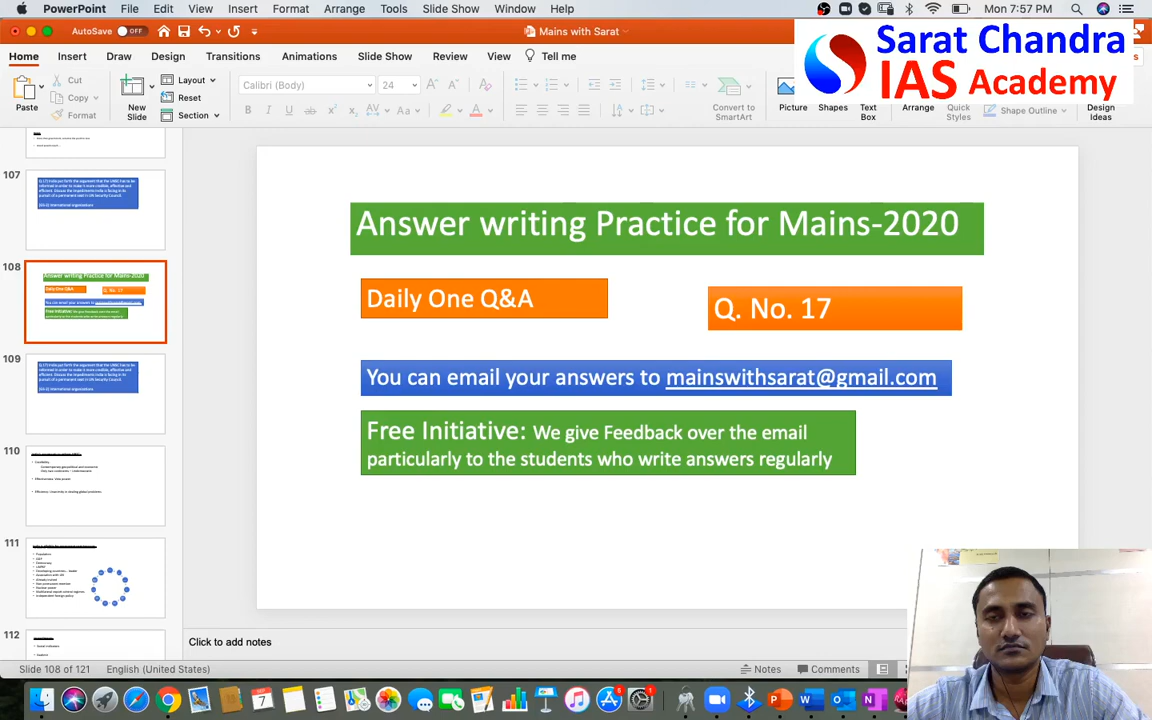 PowerPoint File Edit View Insert Format Arrange Tools Slide Show Window Help Mon 7:57 PM
AutoSave OFF Mains with Sarat
Sarat Chandra
IAS Academy
Home Insert Draw Design Transitions Animations Slide Show Review View Tell me
Paste Cut Copy Format
New Slide Layout Reset Section
Calibri (Body) 24
Convert to SmartArt
Picture Shapes Text Box Arrange Quick Styles Shape Outline Design Ideas
107
108
109
110
111
112
Answer writing Practice for Mains-2020
Daily One Q&A
Q. No. 17
You can email your answers to mainswithsarat@gmail.com
Free Initiative: We give Feedback over the email
particularly to the students who write answers regularly
Click to add notes
Slide 108 of 121 English (United States) Notes Comments